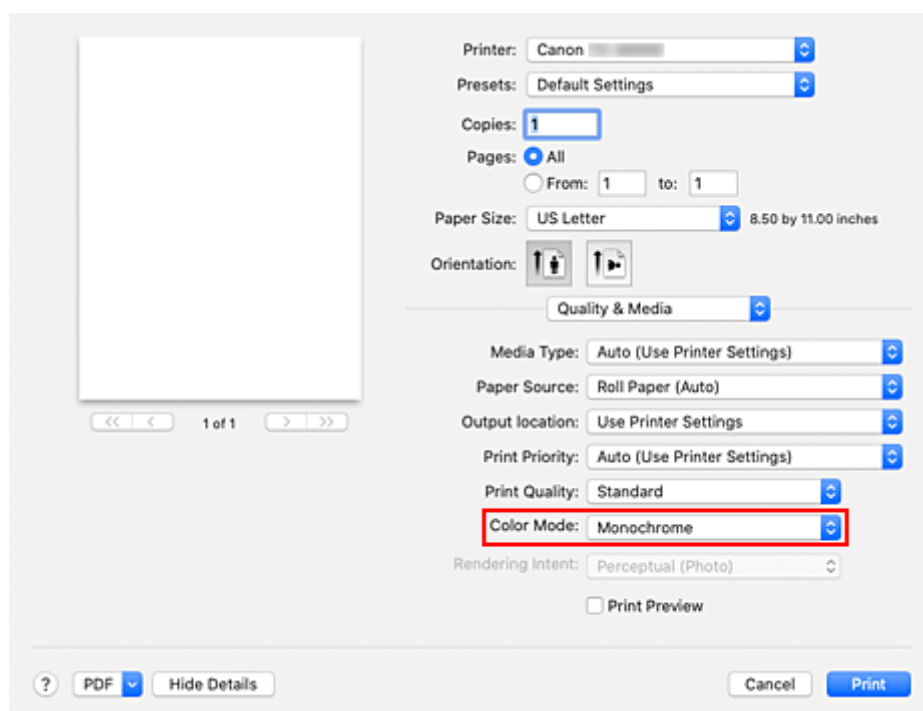 Printer: Canon
Presets: Default Settings
Copies: 1
Pages: All
From: 1 to: 1
Paper Size: US Letter 8.50 by 11.00 inches
Orientation:
Quality & Media
Media Type: Auto (Use Printer Settings)
Paper Source: Roll Paper (Auto)
<< < 1 of 1 > >> Output location: Use Printer Settings
Print Priority: Auto (Use Printer Settings)
Print Quality: Standard
Color Mode: Monochrome
Rendering Intent: Perceptual (Photo)
Print Preview
? PDF Hide Details Cancel Print